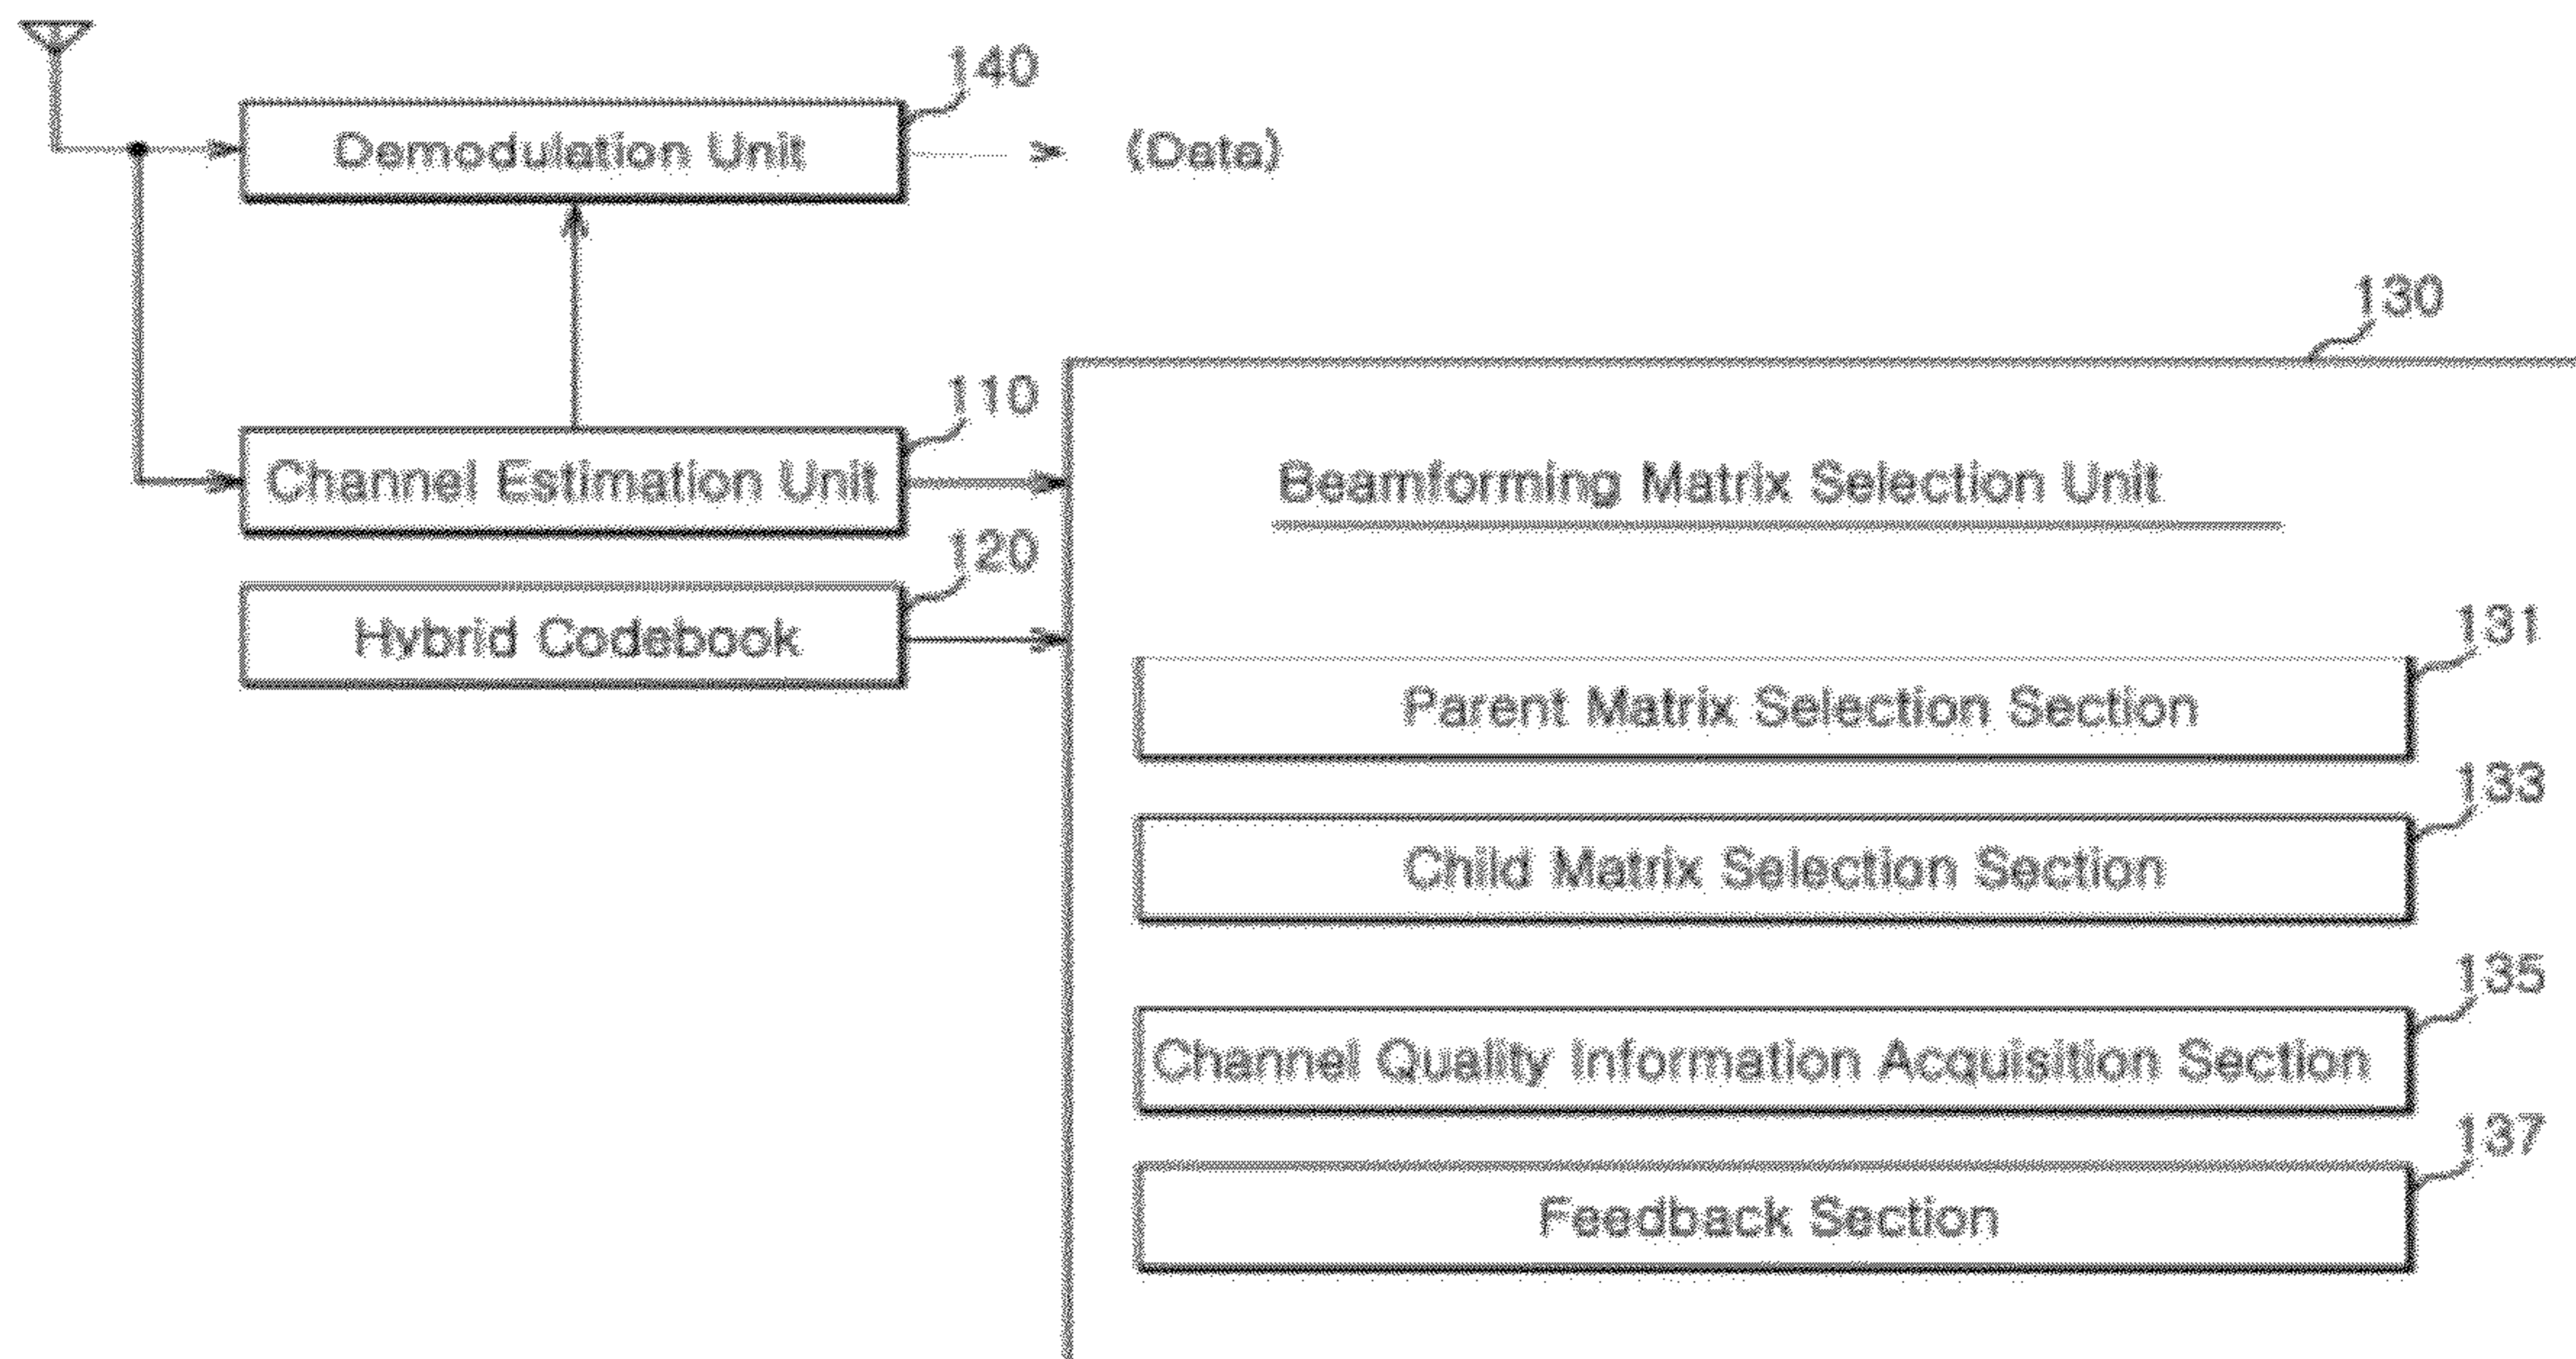 140
Demodulation Unit
(Data)
130
110
Channel Estimation Unit
Beamforming Matrix Selection Unit
120
Hybrid Codebook
131
Parent Matrix Selection Section
133
Child Matrix Selection Section
135
Channel Quality Information Acquisition Section
137
Feedback Section